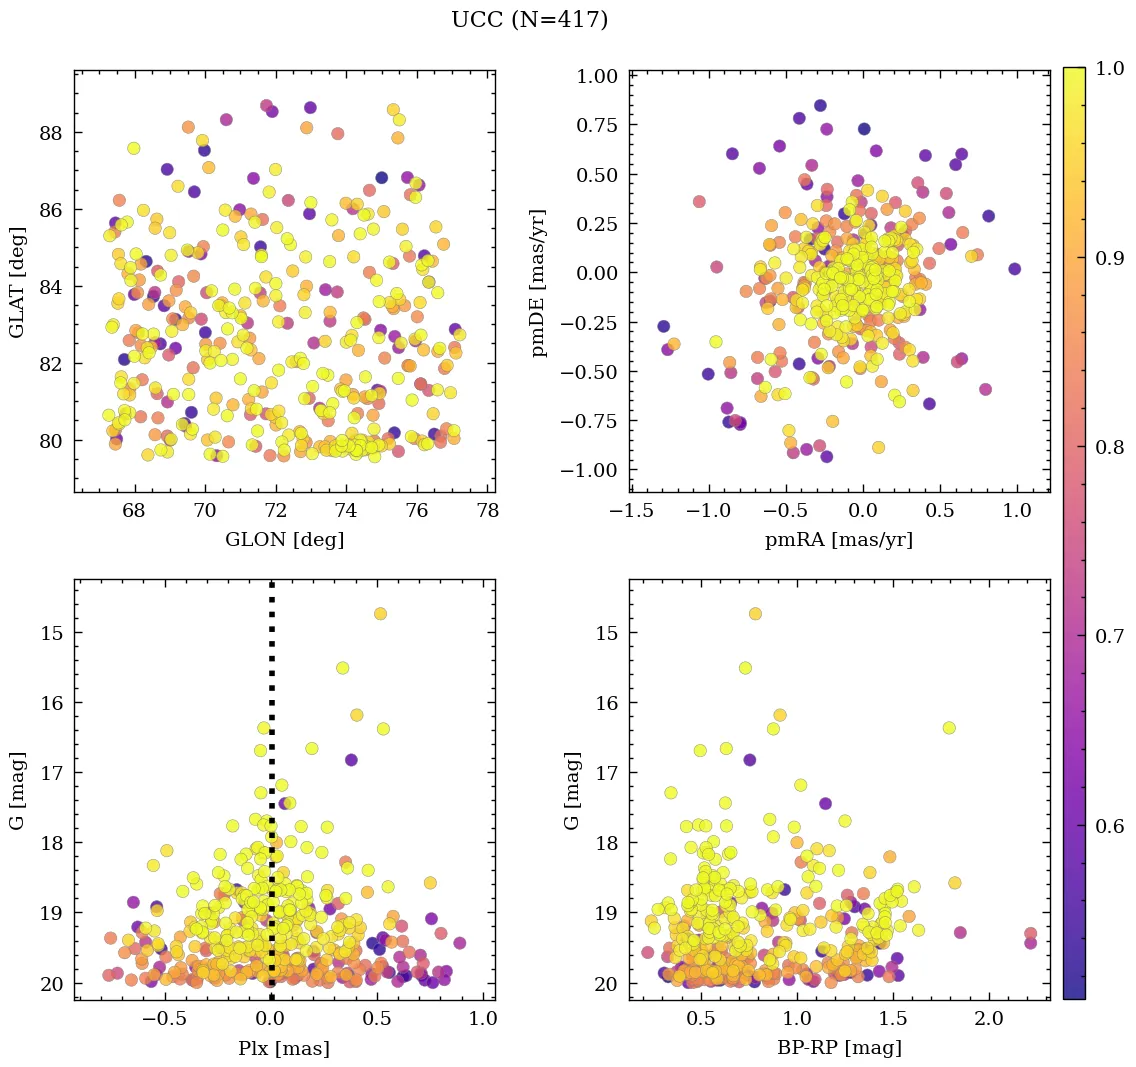 UCC (N=417)
88
86
84
82
80
GLAT [deg]
68 70 72 74 76 78
GLON [deg]
1.00
0.75
0.50
0.25
0.00
−0.25
−0.50
−0.75
−1.00
pmDE [mas/yr]
−1.5 −1.0 −0.5 0.0 0.5 1.0
pmRA [mas/yr]
15
16
17
18
19
20
G [mag]
−0.5 0.0 0.5 1.0
Plx [mas]
15
16
17
18
19
20
G [mag]
0.5 1.0 1.5 2.0
BP-RP [mag]
1.0
0.9
0.8
0.7
0.6